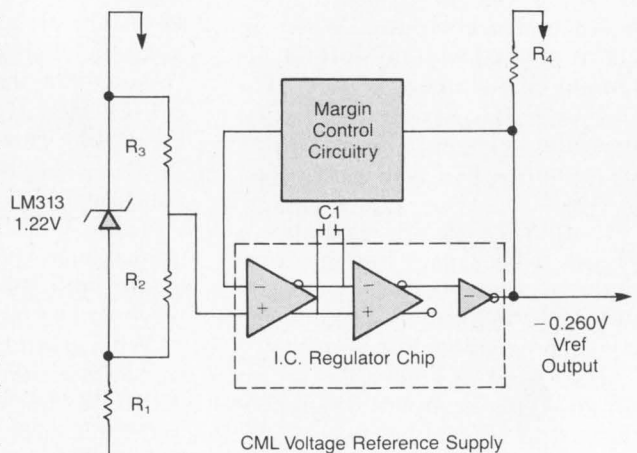 R4
Margin
Control
Circuitry
R3
LM313
1.22V
C1
R2
−
+
−
+
−
−0.260V
Vref
Output
I.C. Regulator Chip
R1
CML Voltage Reference Supply